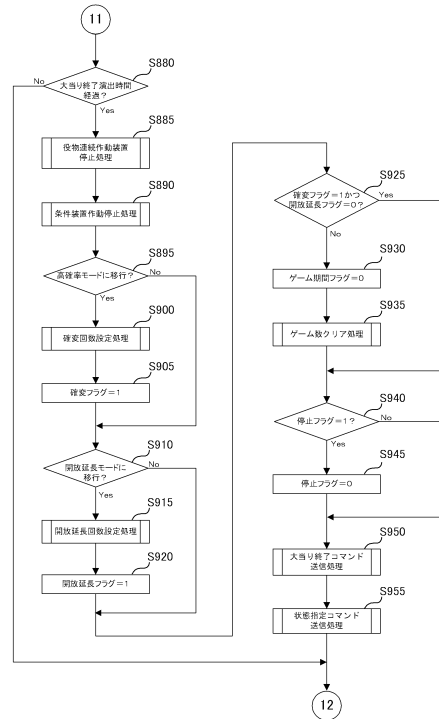 11
S880
大当り終了演出時間
経過？
No
Yes
S885
役物連続作動装置
停止処理
S890
条件装置作動停止処理
S895
高確率モードに移行？
No
Yes
S900
確変回数設定処理
S905
確変フラグ＝1
S910
開放延長モードに
移行？
No
Yes
S915
開放延長回数設定処理
S920
開放延長フラグ＝1
S925
確変フラグ＝1かつ
開放延長フラグ＝0？
Yes
No
S930
ゲーム期間フラグ＝0
S935
ゲーム数クリア処理
S940
停止フラグ＝1？
No
Yes
S945
停止フラグ＝0
S950
大当り終了コマンド
送信処理
S955
状態指定コマンド
送信処理
12